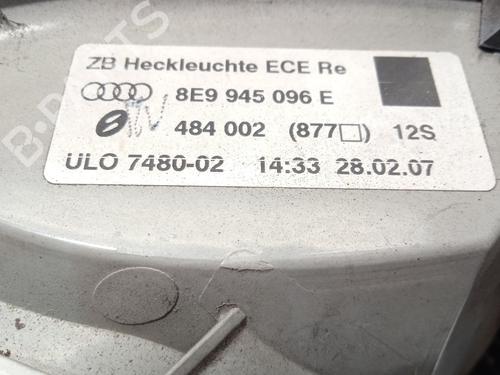 ZB Heckleuchte ECE Re
8E9 945 096 E
484 002 (877□) 12S
ULO 7480-02 14:33 28.02.07